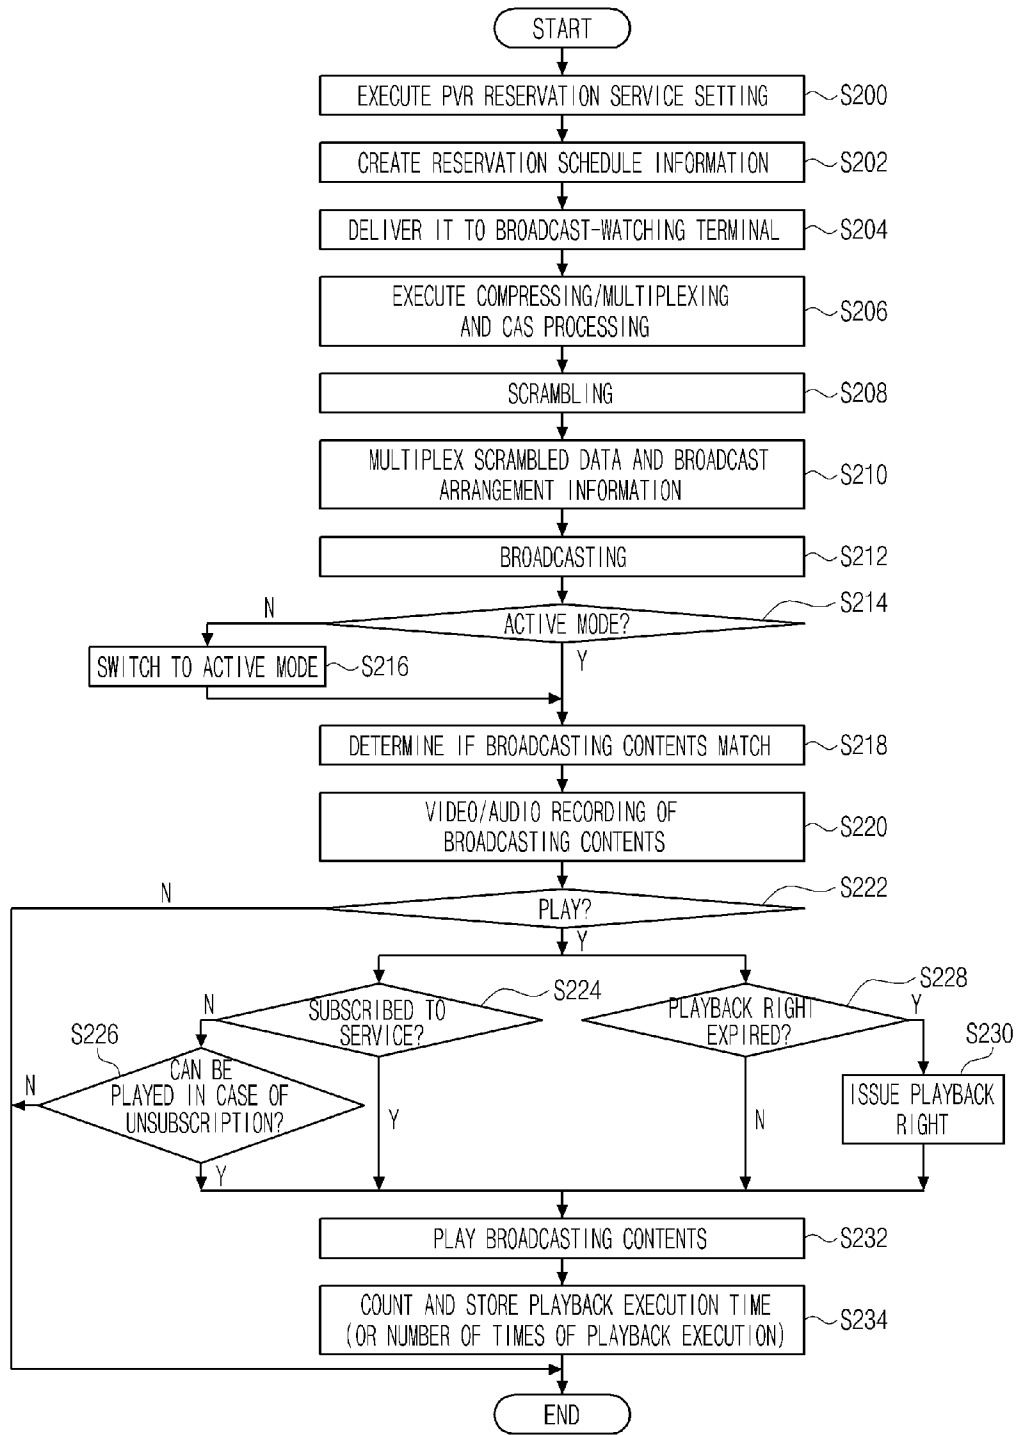 START
EXECUTE PVR RESERVATION SERVICE SETTING
S200
CREATE RESERVATION SCHEDULE INFORMATION
S202
DELIVER IT TO BROADCAST-WATCHING TERMINAL
S204
EXECUTE COMPRESSING/MULTIPLEXING
AND CAS PROCESSING
S206
SCRAMBLING
S208
MULTIPLEX SCRAMBLED DATA AND BROADCAST
ARRANGEMENT INFORMATION
S210
BROADCASTING
S212
N
ACTIVE MODE?
S214
Y
SWITCH TO ACTIVE MODE
S216
DETERMINE IF BROADCASTING CONTENTS MATCH
S218
VIDEO/AUDIO RECORDING OF
BROADCASTING CONTENTS
S220
N
PLAY?
S222
Y
N
SUBSCRIBED TO
SERVICE?
S224
PLAYBACK RIGHT
EXPIRED?
S228
Y
S226
N
CAN BE
PLAYED IN CASE OF
UNSUBSCRIPTION?
Y
Y
N
S230
ISSUE PLAYBACK
RIGHT
PLAY BROADCASTING CONTENTS
S232
COUNT AND STORE PLAYBACK EXECUTION TIME
(OR NUMBER OF TIMES OF PLAYBACK EXECUTION)
S234
END